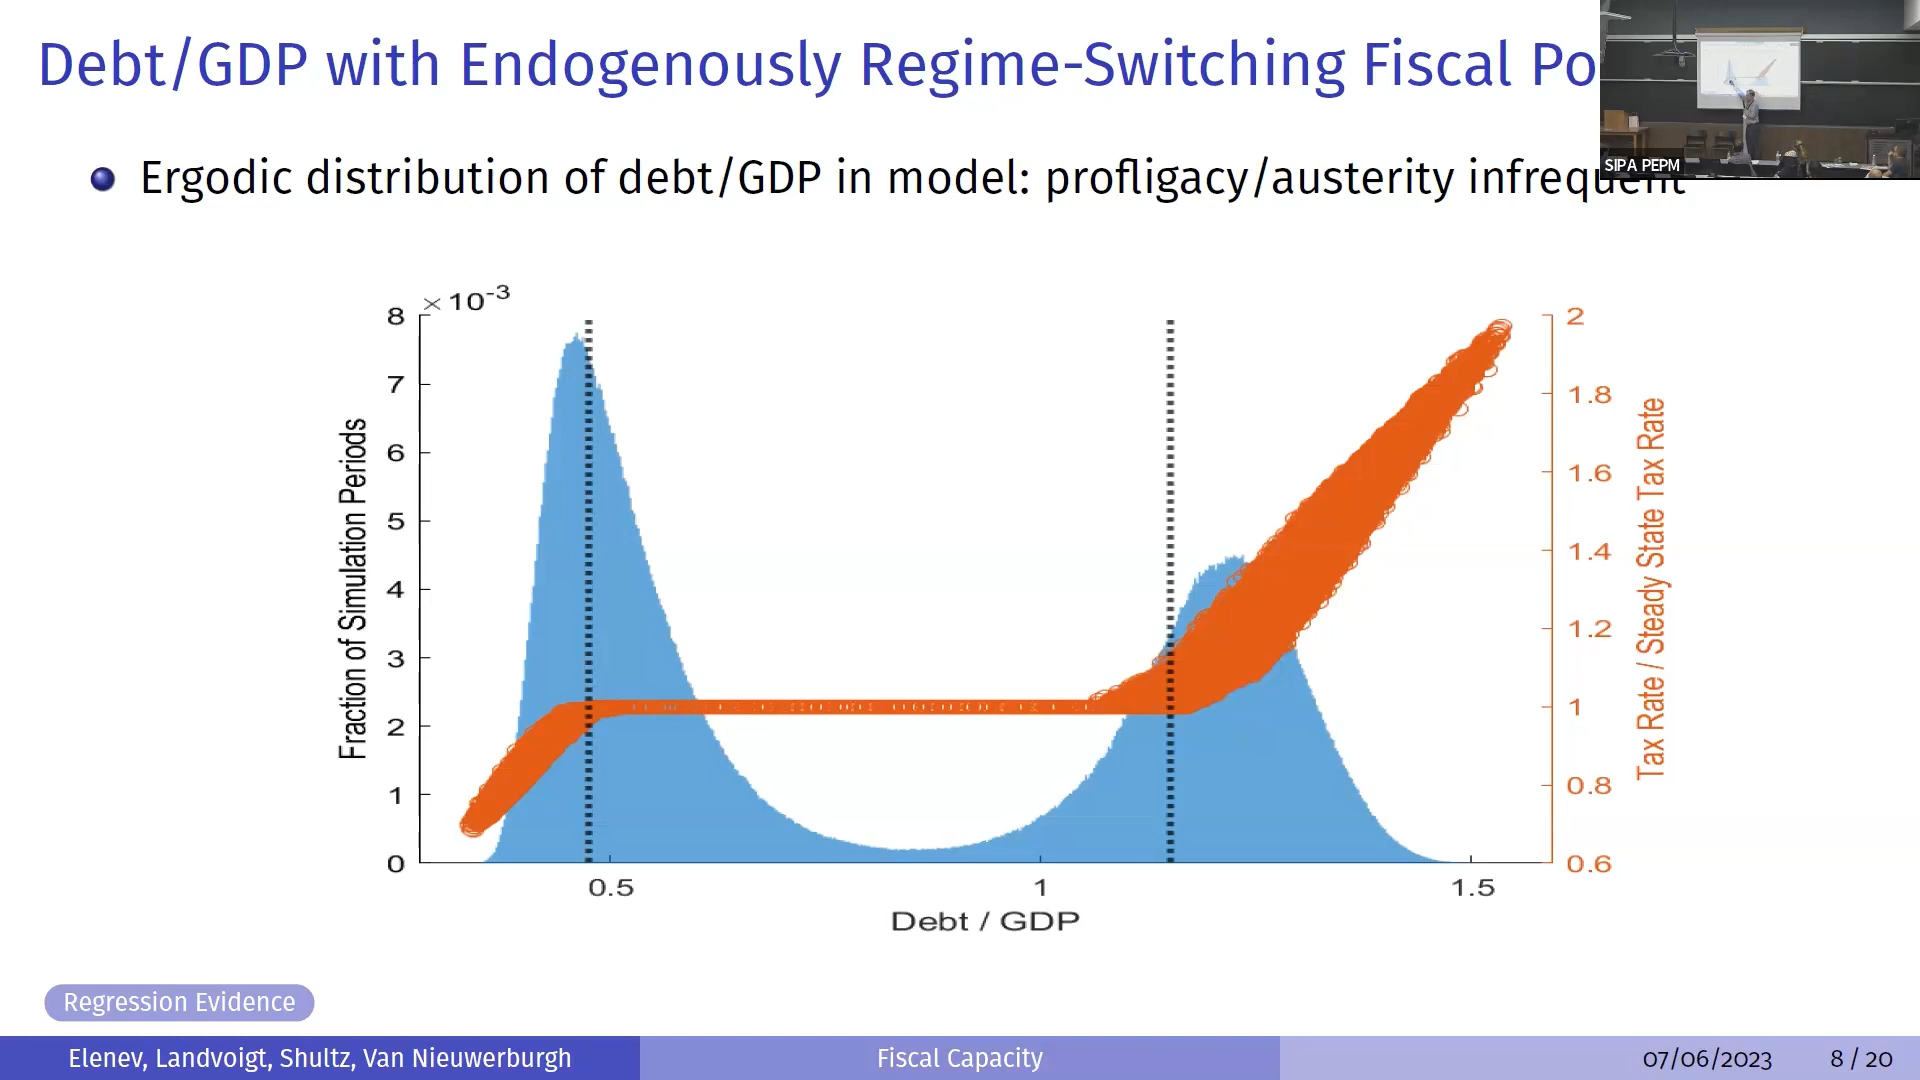 Debt/GDP with Endogenously Regime-Switching Fiscal Po
SIPA PEPM
Ergodic distribution of debt/GDP in model: profligacy/austerity infrequent
× 10-3
8
7
6
5
4
3
2
1
0
Fraction of Simulation Periods
2
1.8
1.6
1.4
1.2
1
0.8
0.6
Tax Rate / Steady State Tax Rate
0.5 1 1.5
Debt / GDP
Regression Evidence
Elenev, Landvoigt, Shultz, Van Nieuwerburgh Fiscal Capacity 07/06/2023 8 / 20